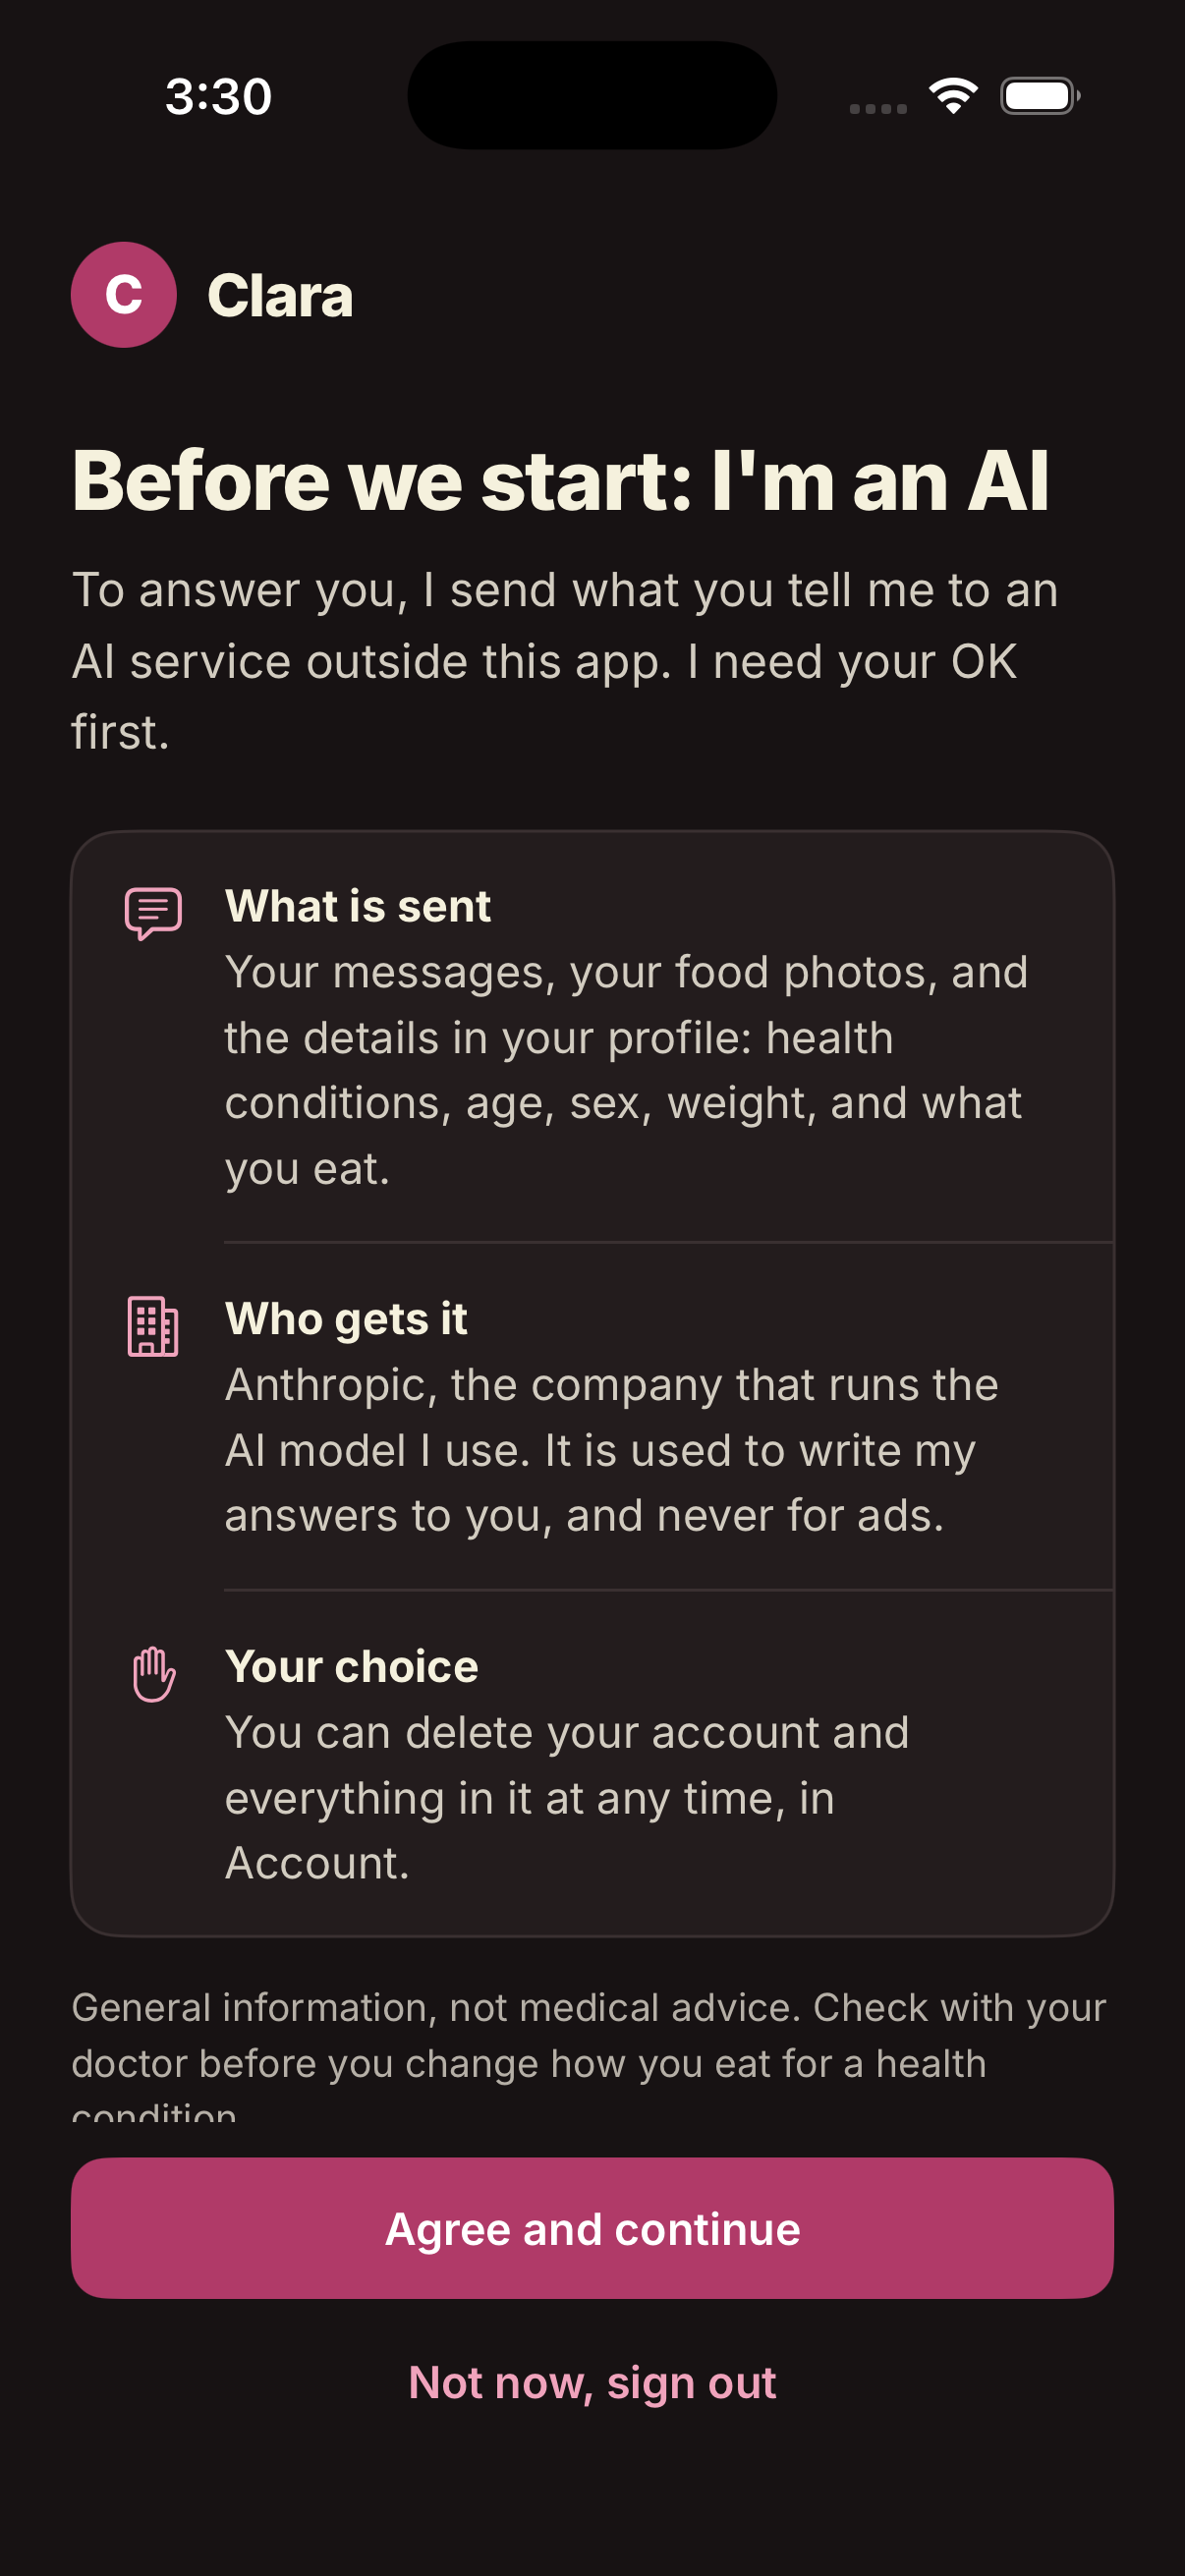 3:30
C
Clara
Before we start: I'm an AI
To answer you, I send what you tell me to an
AI service outside this app. I need your OK
first.
What is sent
Your messages, your food photos, and
the details in your profile: health
conditions, age, sex, weight, and what
you eat.
Who gets it
Anthropic, the company that runs the
AI model I use. It is used to write my
answers to you, and never for ads.
Your choice
You can delete your account and
everything in it at any time, in
Account.
General information, not medical advice. Check with your
doctor before you change how you eat for a health
condition
Agree and continue
Not now, sign out